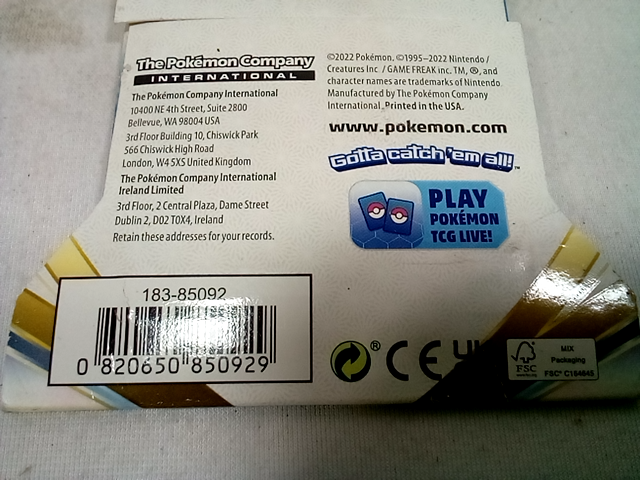 The Pokémon Company
INTERNATIONAL
The Pokémon Company International
10400 NE 4th Street, Suite 2800
Bellevue, WA 98004 USA
3rd Floor Building 10, Chiswick Park
566 Chiswick High Road
London, W4 5XS United Kingdom
The Pokémon Company International
Ireland Limited
3rd Floor, 2 Central Plaza, Dame Street
Dublin 2, D02 T0X4, Ireland
Retain these addresses for your records.
©2022 Pokémon. ©1995–2022 Nintendo /
Creatures Inc. / GAME FREAK inc. TM, ®, and
character names are trademarks of Nintendo.
Manufactured by The Pokémon Company
International. Printed in the USA.
www.pokemon.com
Gotta catch 'em all!™
PLAY
POKÉMON
TCG LIVE!
183-85092
0 820650 850929
® CE
FSC
MIX
Packaging
FSC® C164645